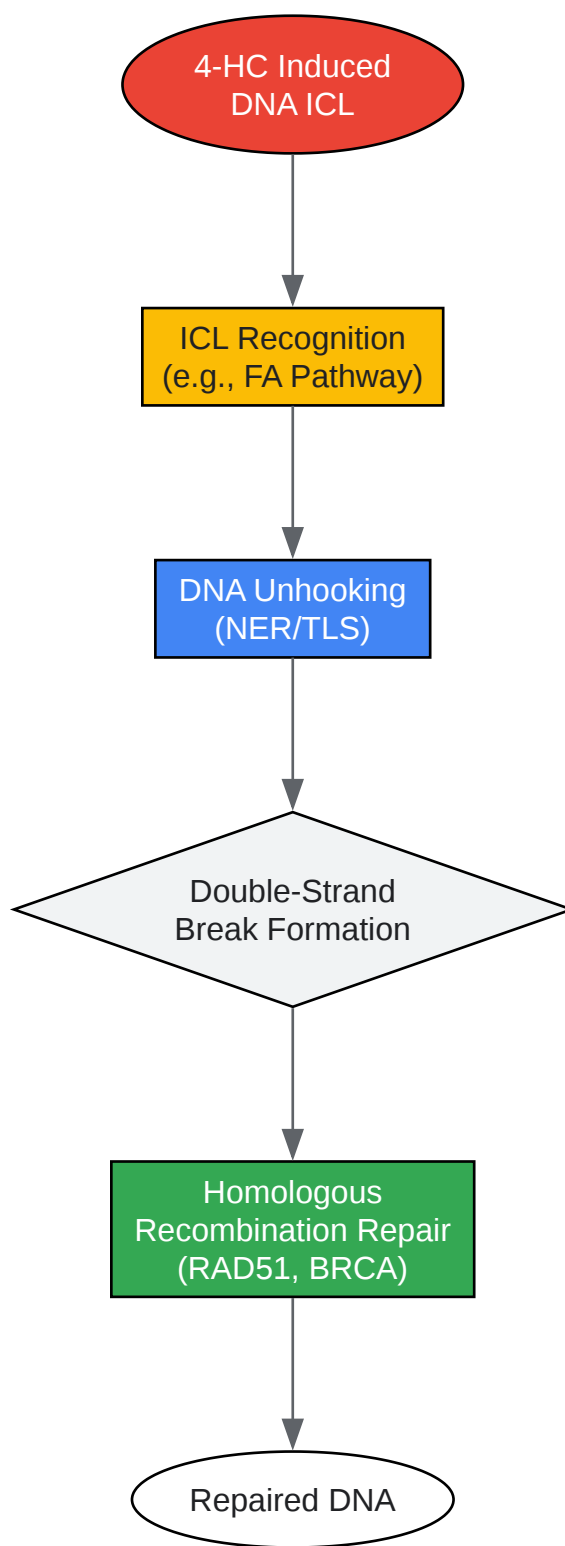 4-HC Induced
DNA ICL
ICL Recognition
(e.g., FA Pathway)
DNA Unhooking
(NER/TLS)
Double-Strand
Break Formation
Homologous
Recombination Repair
(RAD51, BRCA)
Repaired DNA